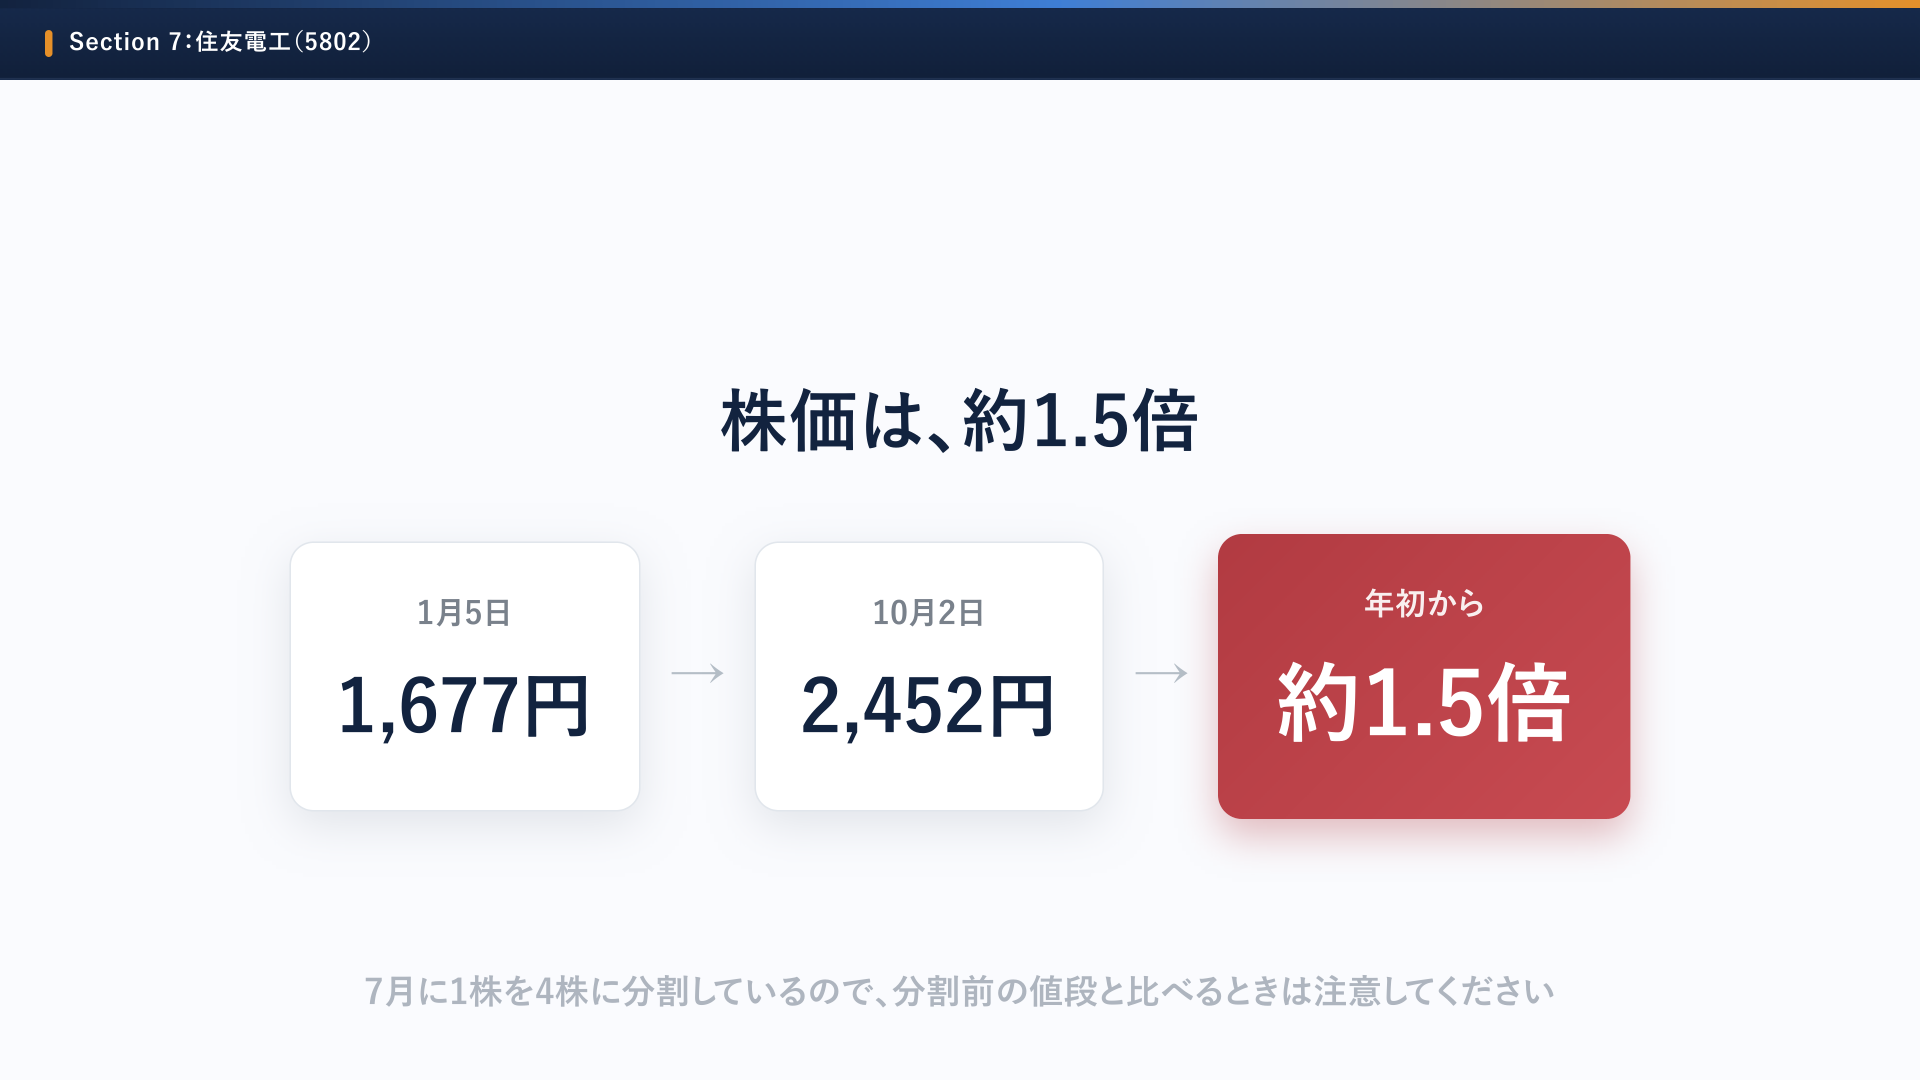 Section 7：住友電工（5802）
株価は、約1.5倍
1月5日
1,677円
→
10月2日
2,452円
→
年初から
約1.5倍
7月に1株を4株に分割しているので、分割前の値段と比べるときは注意してください